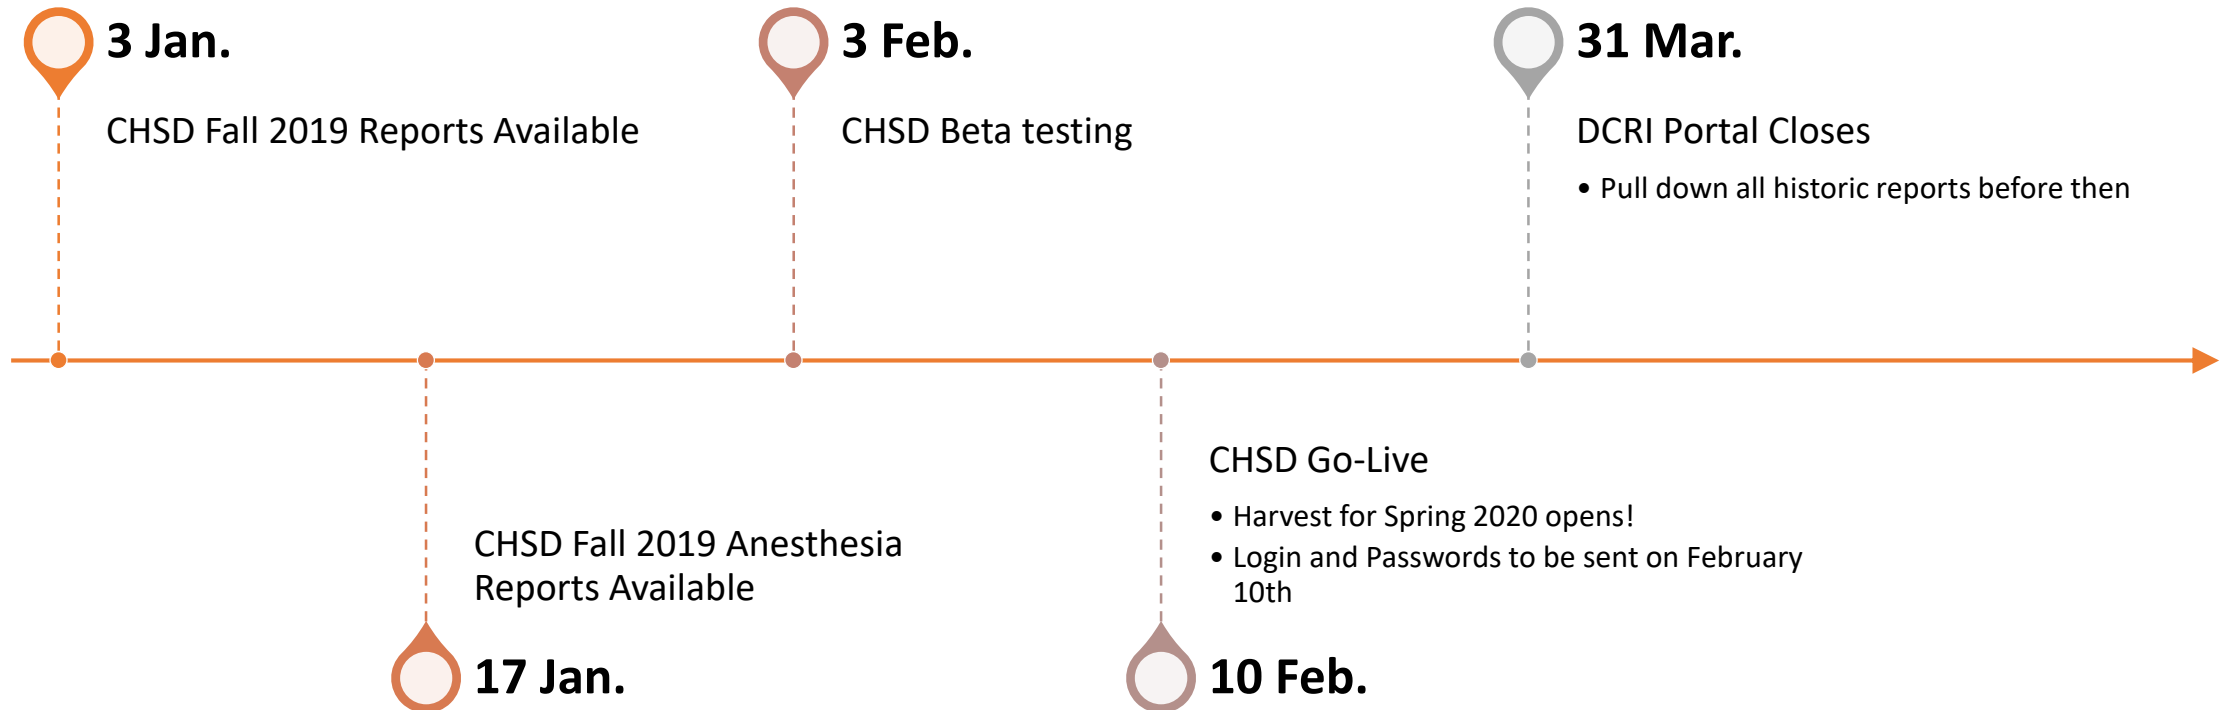 3 Jan.
CHSD Fall 2019 Reports Available
17 Jan.
CHSD Fall 2019 Anesthesia
Reports Available
3 Feb.
CHSD Beta testing
10 Feb.
CHSD Go-Live
• Harvest for Spring 2020 opens!
• Login and Passwords to be sent on February
10th
31 Mar.
DCRI Portal Closes
• Pull down all historic reports before then